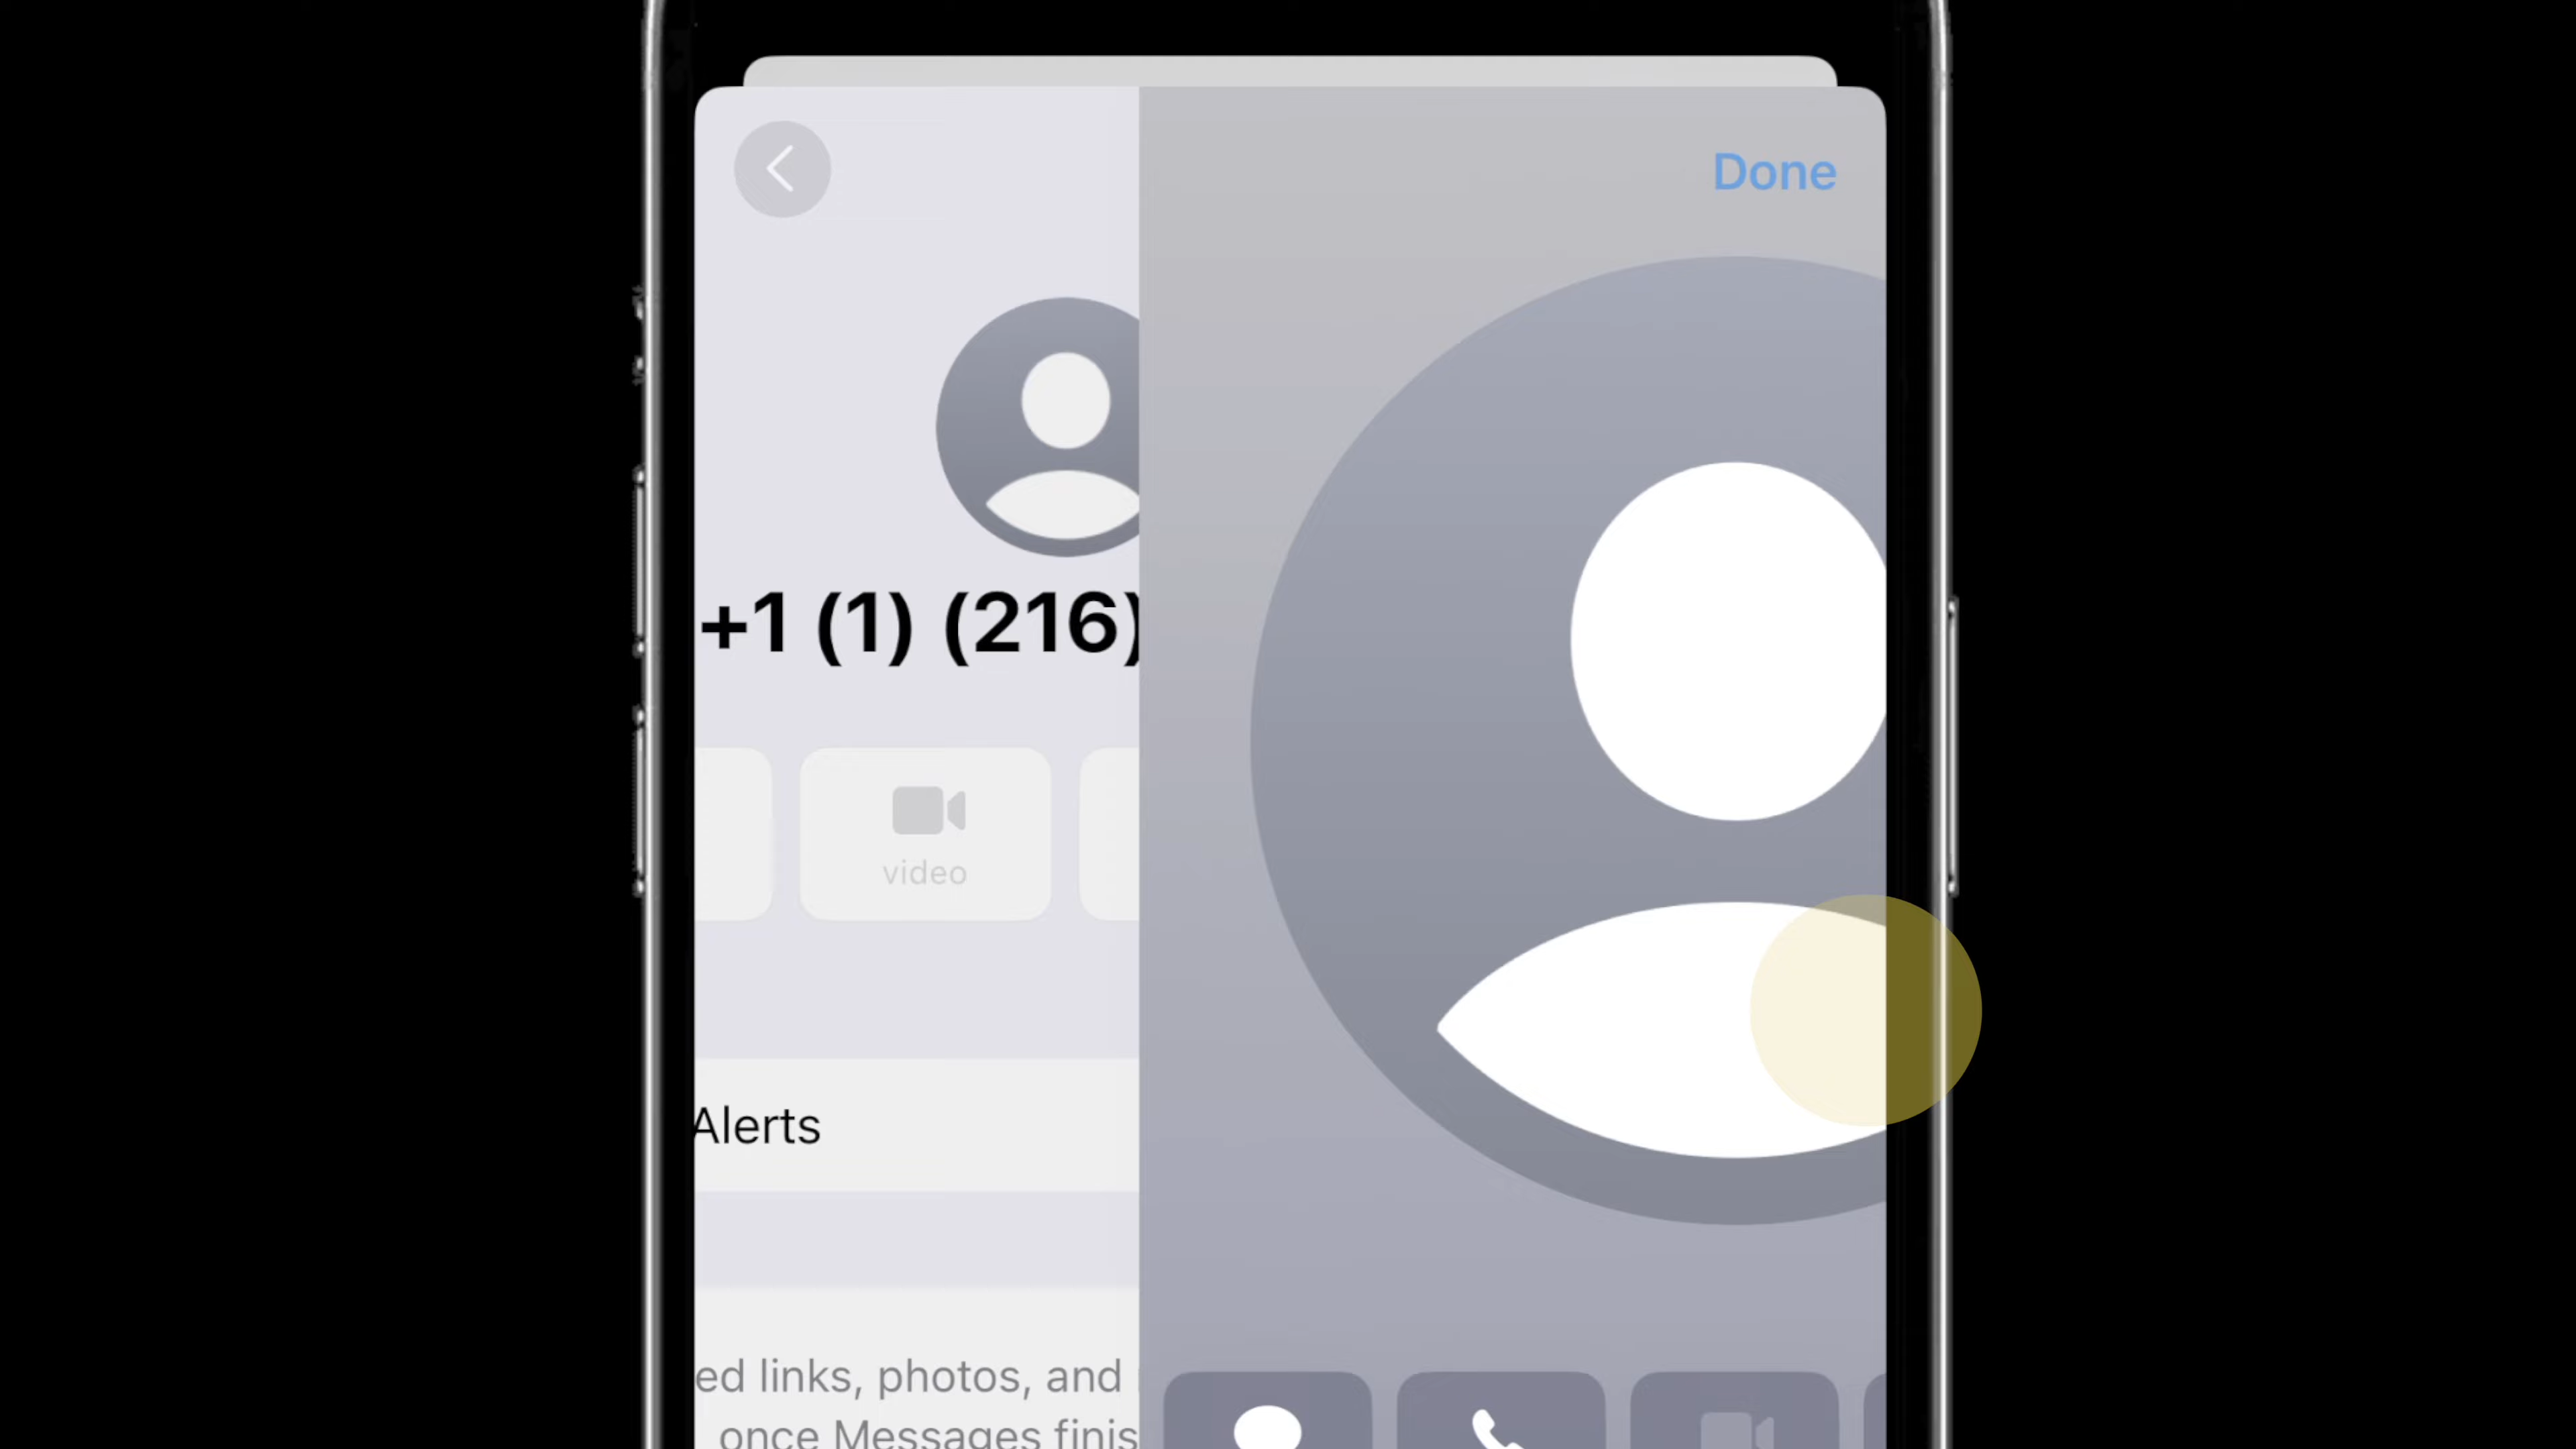 Done
+1 (1) (216)
video
Alerts
ed links, photos, and
once Messages finis